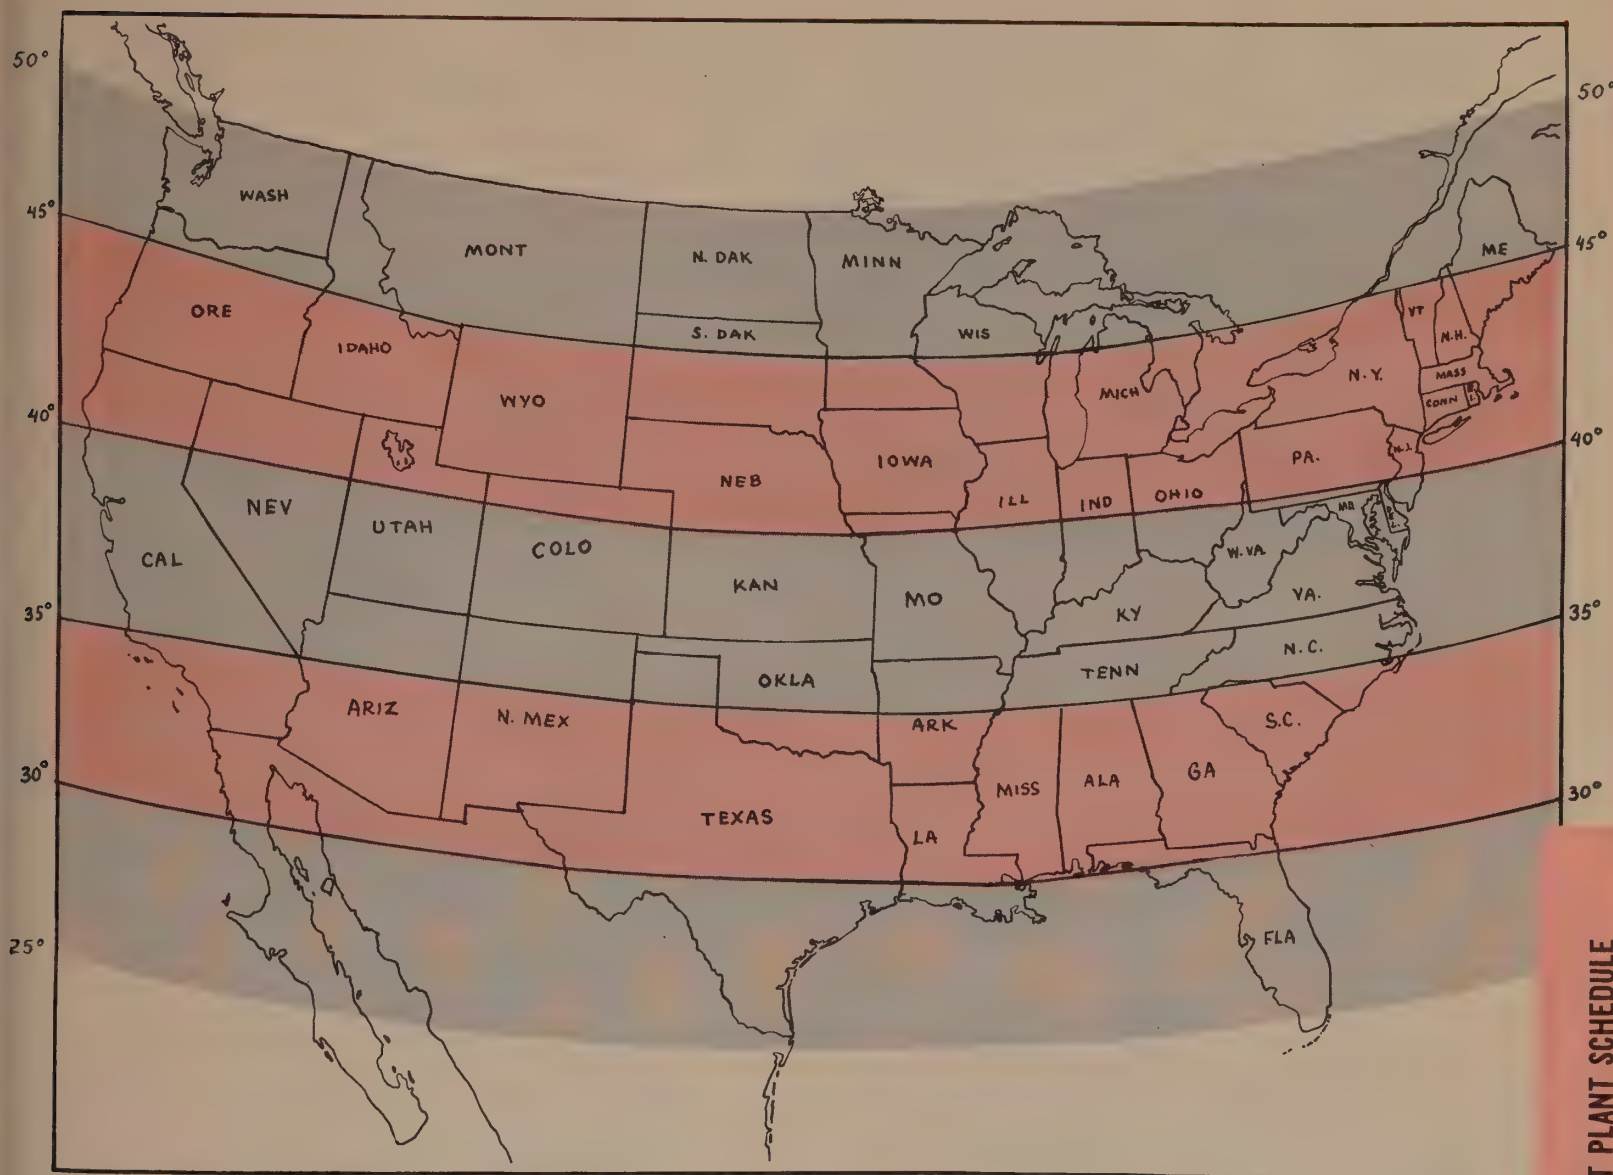 50°
50°
WASH
45°
MONT
N. DAK
MINN
ME
45°
ORE
S. DAK
WIS
VT
N.H.
IDAHO
MICH
N.Y.
MASS
WYO
CONN
R.I.
40°
40°
NEB
IOWA
ILL
IND
OHIO
PA.
N.J.
NEV
UTAH
COLO
MD
DEL
W. VA
CAL
KAN
MO
KY
VA.
35°
35°
OKLA
TENN
N.C.
ARIZ
N. MEX
ARK
S.C.
30°
TEXAS
MISS
ALA
GA
30°
LA
25°
FLA
T PLANT SCHEDULE